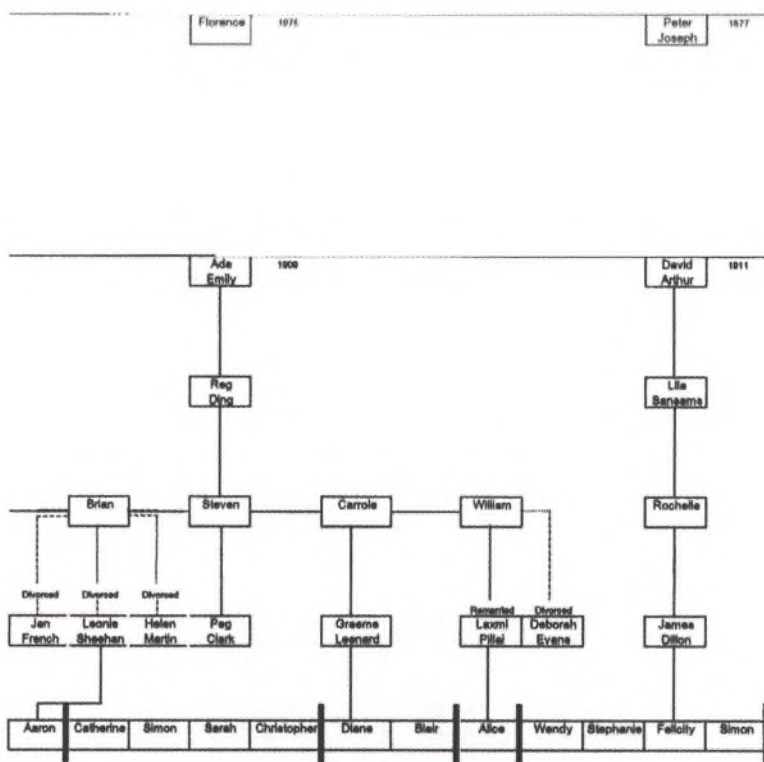 Florence 1975 Peter 1877
Joseph
Ada 1909 David 1911
Emily Arthur
Reg Lila
Ding Sansams
Brian Steven Carrole William Rochelle
Divorced Divorced Divorced Remarried Divorced
Jan Leonie Helen Peg Graeme Laxmi Deborah James
French Sheehan Martin Clark Leenard Pillai Evans Dillon
Aaron Catherine Simon Sarah Christopher Diane Blair Alice Wendy Stephanie Felicity Simon